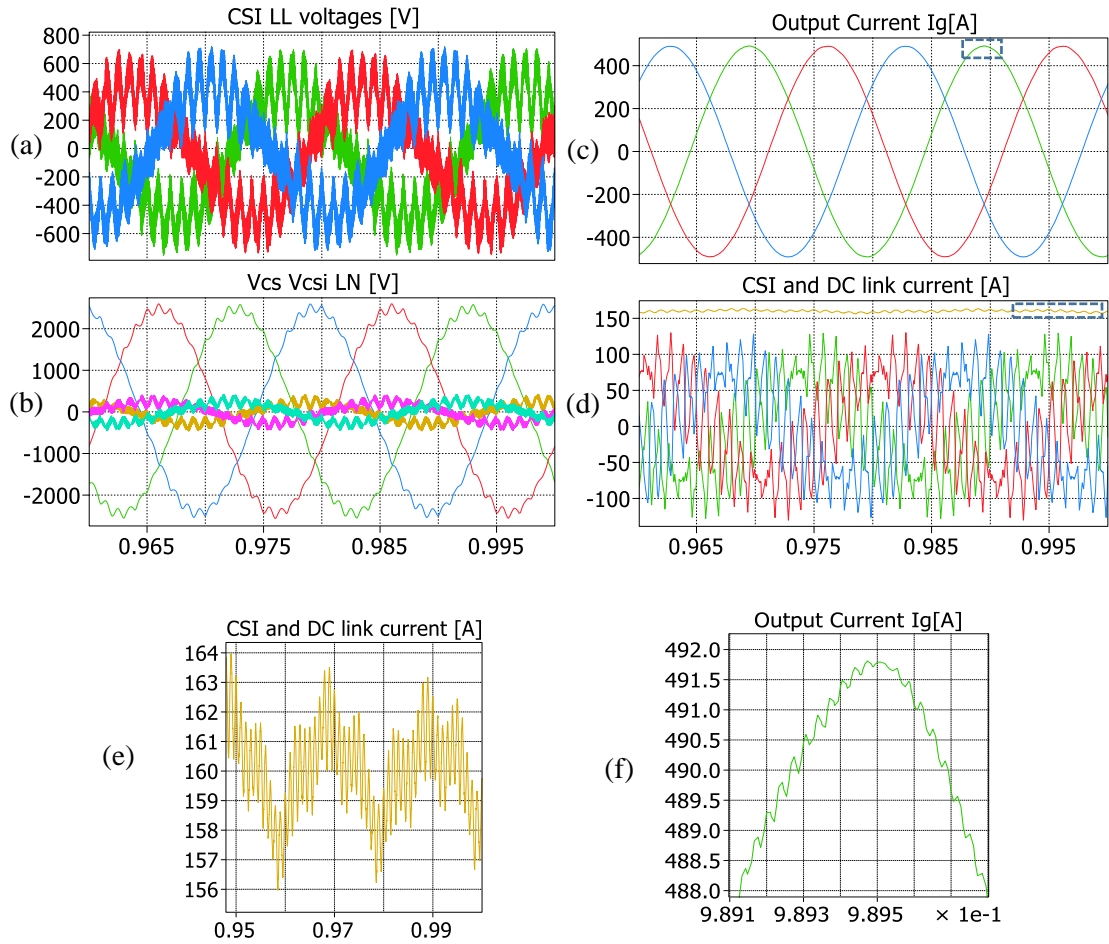 CSI LL voltages [V]
800
600
400
200
0
-200
-400
-600
(a)
Vcs Vcsi LN [V]
2000
1000
0
-1000
-2000
(b)
0.965 0.975 0.985 0.995
Output Current Ig[A]
400
200
0
-200
-400
(c)
CSI and DC link current [A]
150
100
50
0
-50
-100
(d)
0.965 0.975 0.985 0.995
CSI and DC link current [A]
164
163
162
161
160
159
158
157
156
(e)
0.95 0.97 0.99
Output Current Ig[A]
492.0
491.5
491.0
490.5
490.0
489.5
489.0
488.5
488.0
(f)
9.891 9.893 9.895 × 1e-1